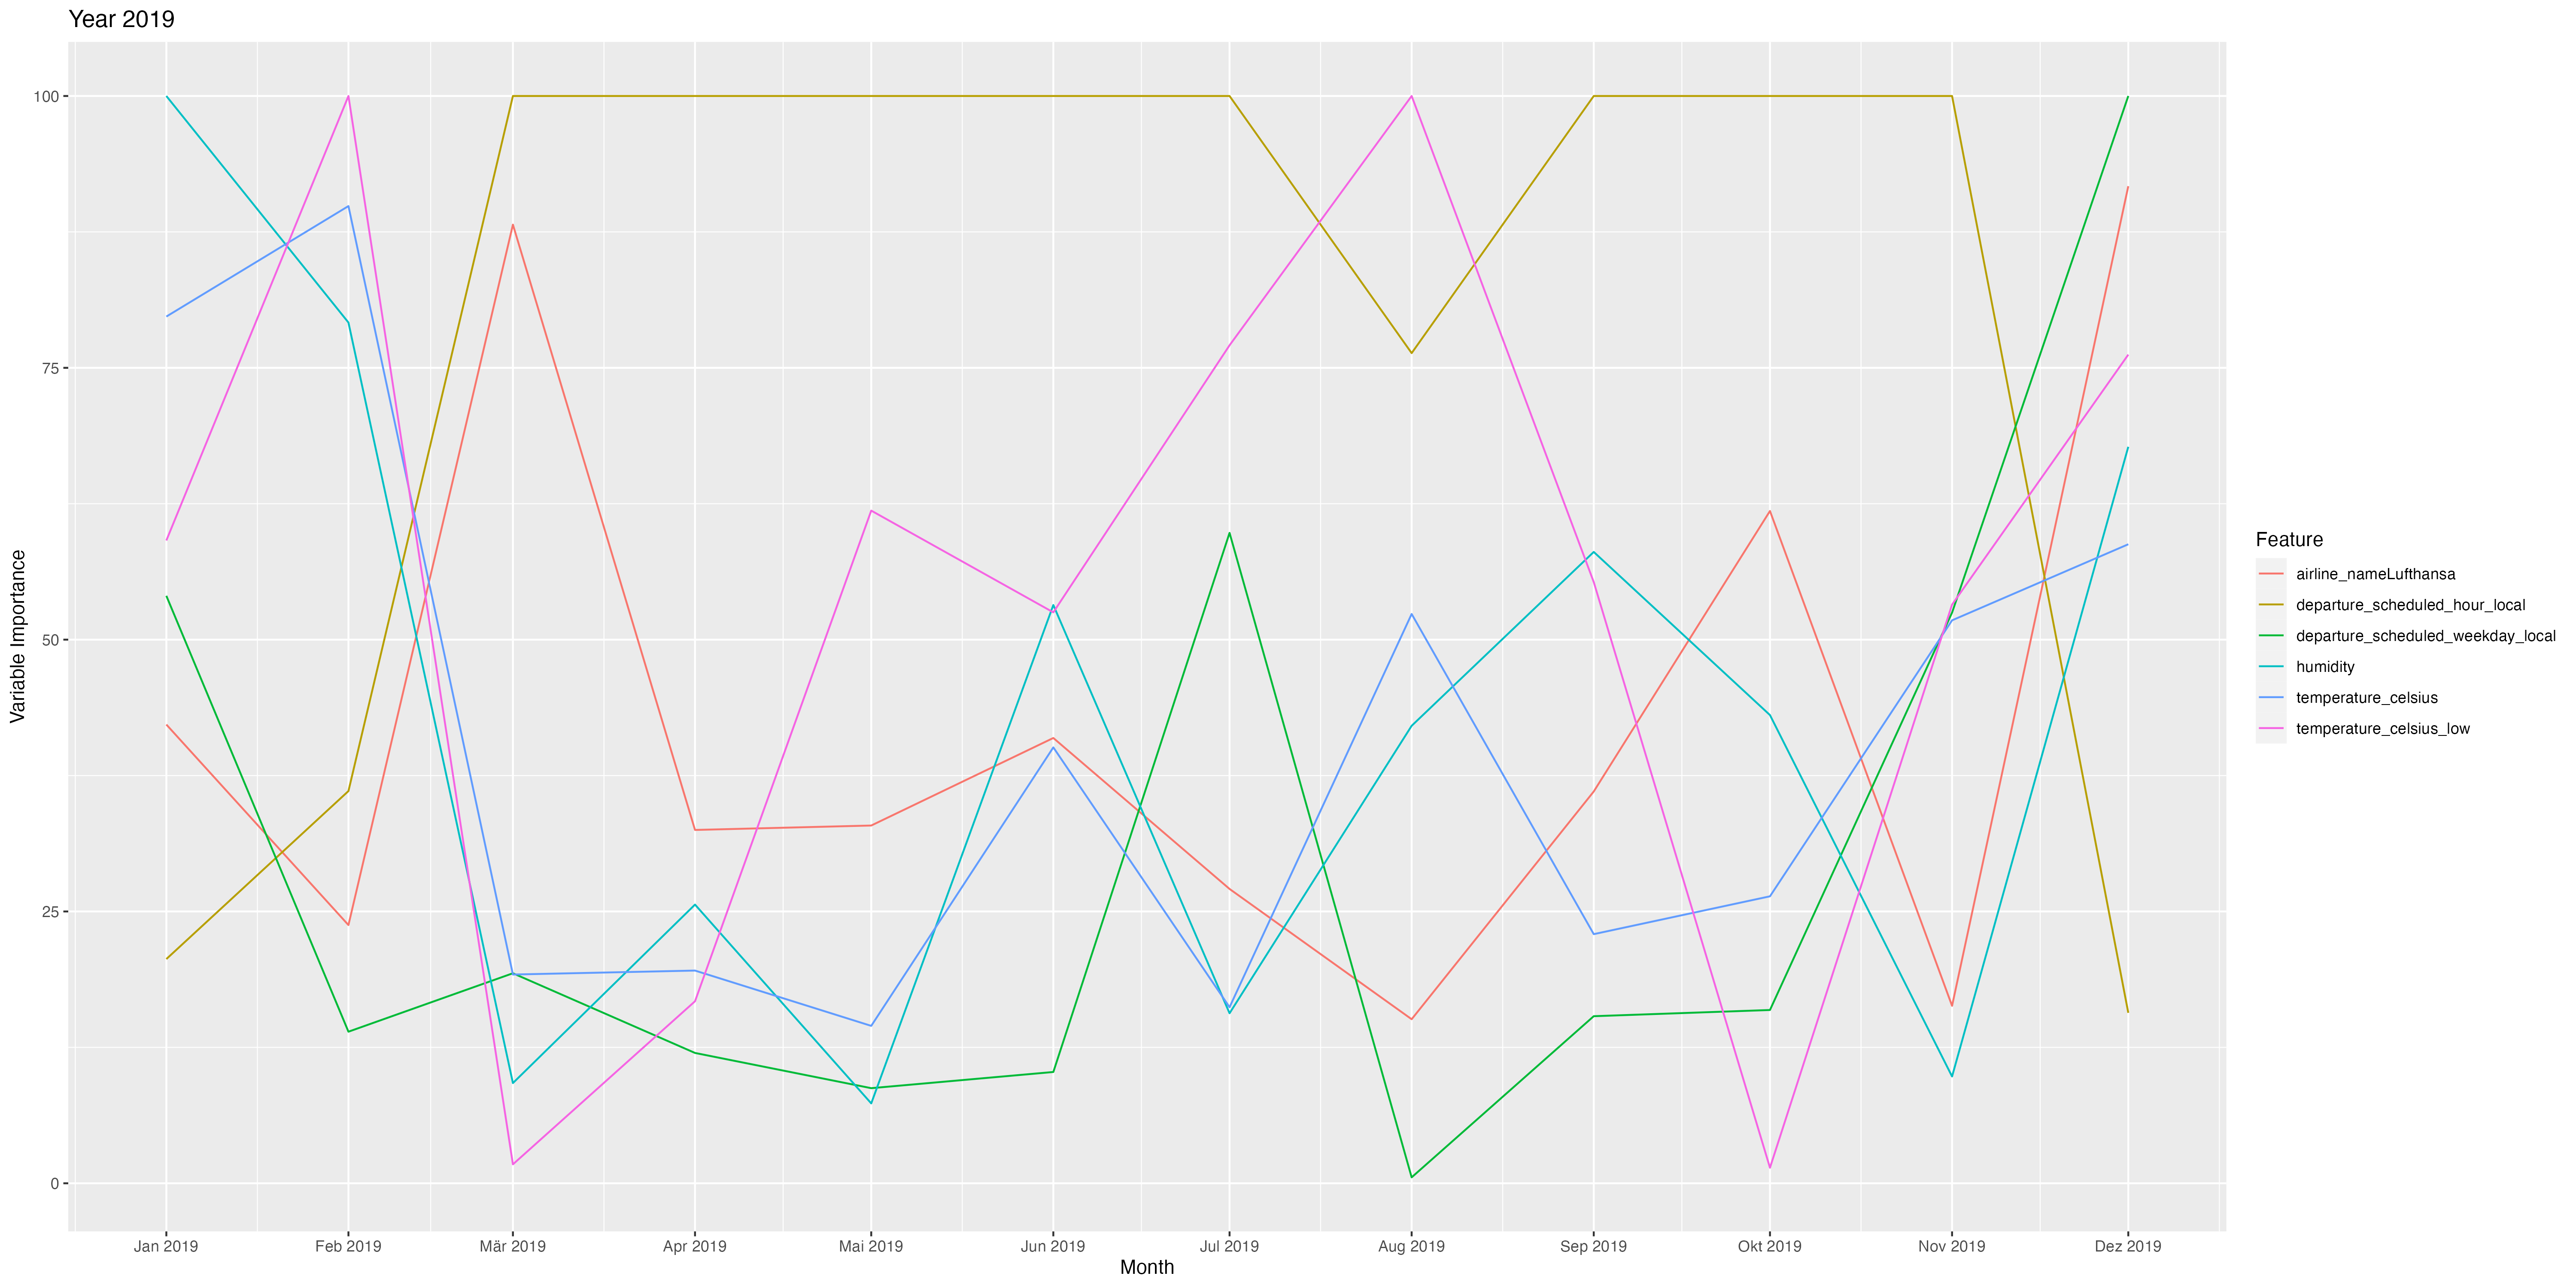 Year 2019
Variable Importance
100
75
50
25
0
Jan 2019
Feb 2019
Mär 2019
Apr 2019
Mai 2019
Jun 2019
Jul 2019
Aug 2019
Sep 2019
Okt 2019
Nov 2019
Dez 2019
Month
Feature
airline_nameLufthansa
departure_scheduled_hour_local
departure_scheduled_weekday_local
humidity
temperature_celsius
temperature_celsius_low